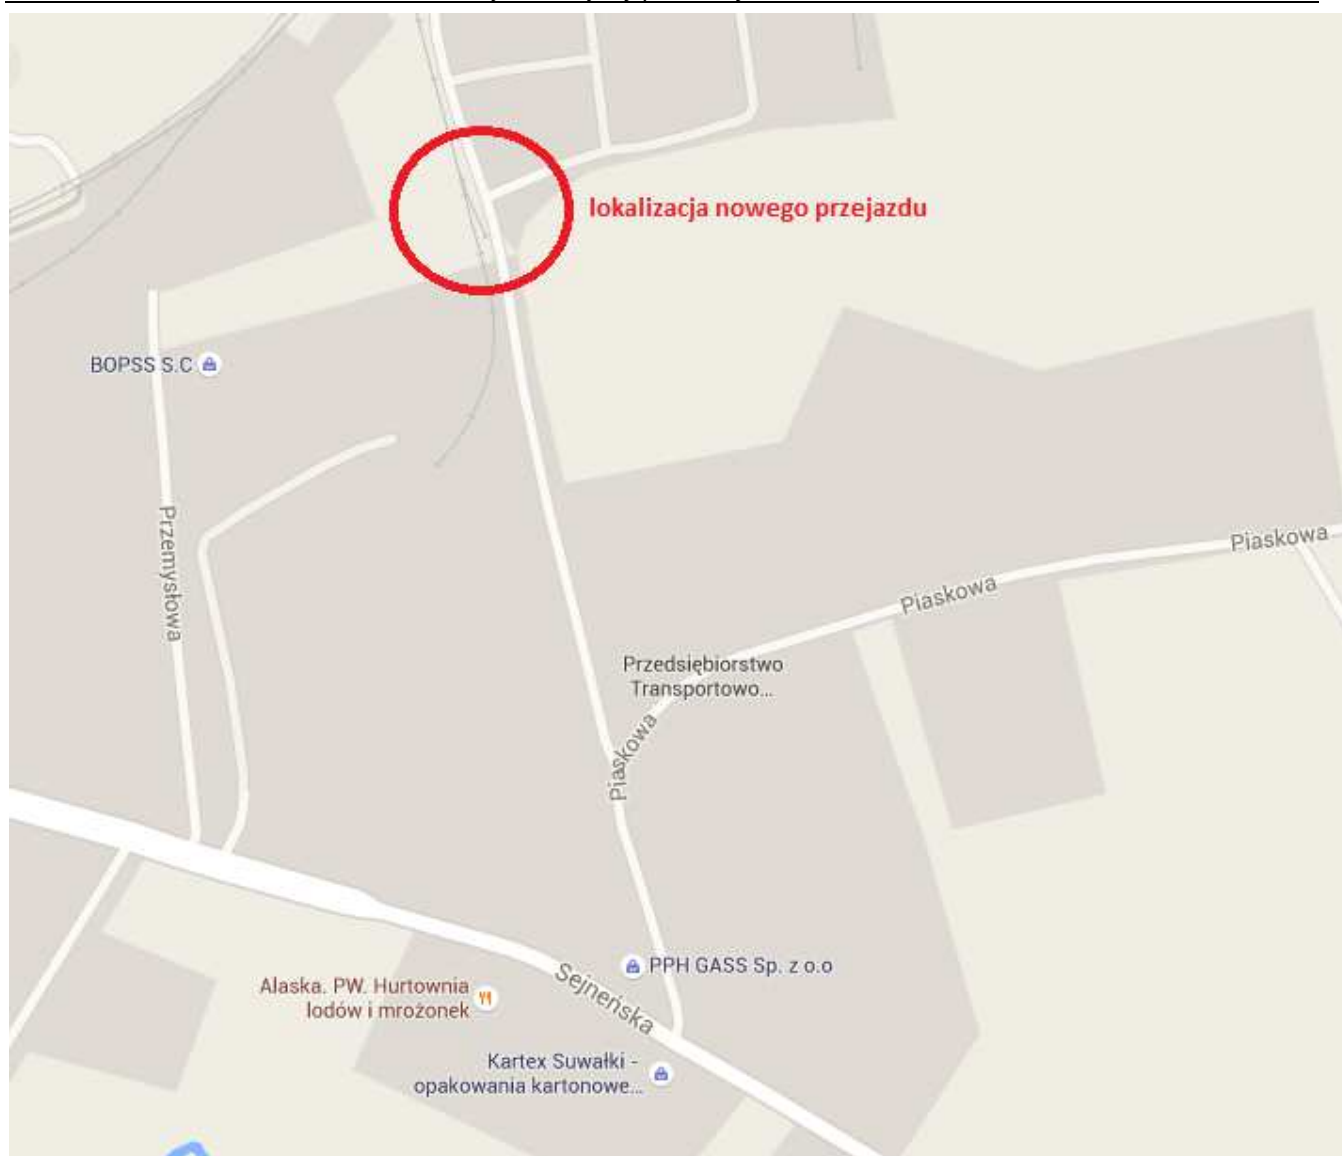 lokalizacja nowego przejazdu
BOPSS S.C
Przemysłowa
Piaskowa
Piaskowa
Przedsiębiorstwo
Transportowo...
Piaskowa
PPH GASS Sp. z o.o
Sejneńska
Alaska. PW. Hurtownia
lodów i mrożonek
Kartex Suwałki -
opakowania kartonowe...